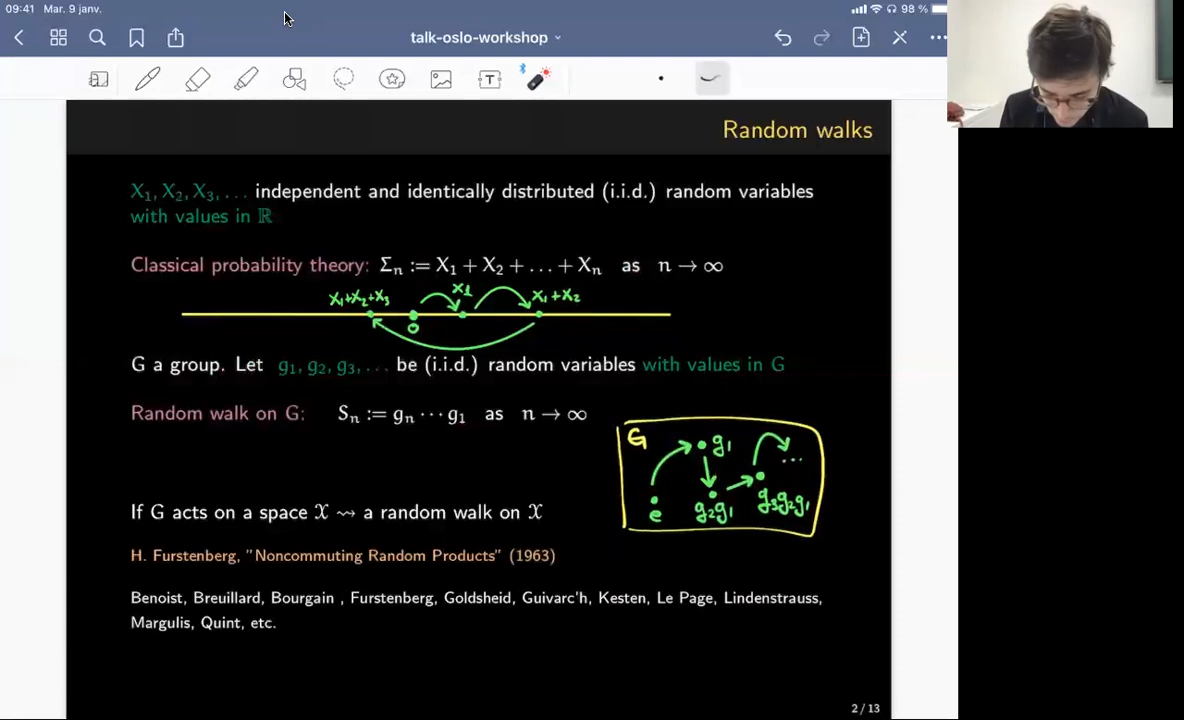 09:41 Mar. 9 janv. 98 %
talk-oslo-workshop
T
Random walks
X₁, X₂, X₃, ... independent and identically distributed (i.i.d.) random variables
with values in ℝ
Classical probability theory: Σₙ := X₁ + X₂ + ... + Xₙ as n → ∞
X₁+X₂+X₃ X₁ X₁+X₂
0
G a group. Let g₁, g₂, g₃, ... be (i.i.d.) random variables with values in G
Random walk on G: Sₙ := gₙ ··· g₁ as n → ∞
G g₁ ...
e g₂g₁ g₃g₂g₁
If G acts on a space 𝒳 ⇝ a random walk on 𝒳
H. Furstenberg, "Noncommuting Random Products" (1963)
Benoist, Breuillard, Bourgain , Furstenberg, Goldsheid, Guivarc'h, Kesten, Le Page, Lindenstrauss,
Margulis, Quint, etc.
2 / 13